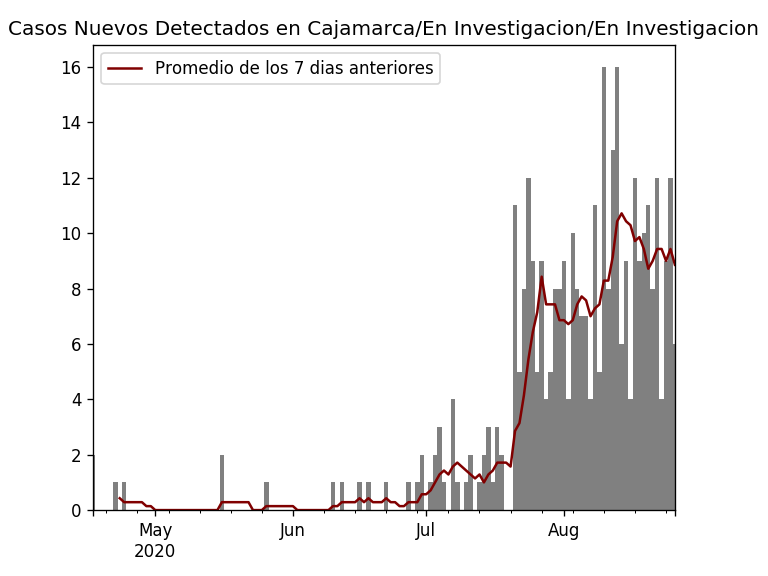 Casos Nuevos Detectados en Cajamarca/En Investigacion/En Investigacion
Promedio de los 7 dias anteriores
16
14
12
10
8
6
4
2
0
May
2020
Jun
Jul
Aug